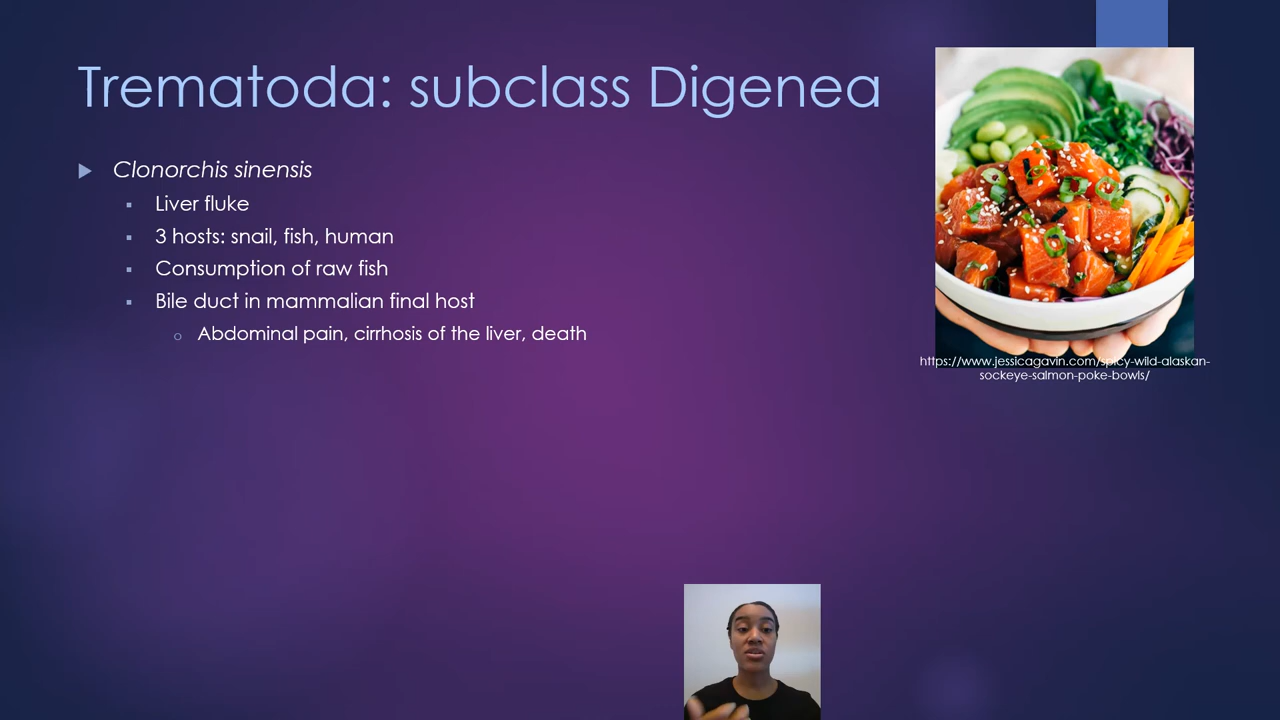 Trematoda: subclass Digenea
Clonorchis sinensis
Liver fluke
3 hosts: snail, fish, human
Consumption of raw fish
Bile duct in mammalian final host
Abdominal pain, cirrhosis of the liver, death
https://www.jessicagavin.com/spicy-wild-alaskan-
sockeye-salmon-poke-bowls/